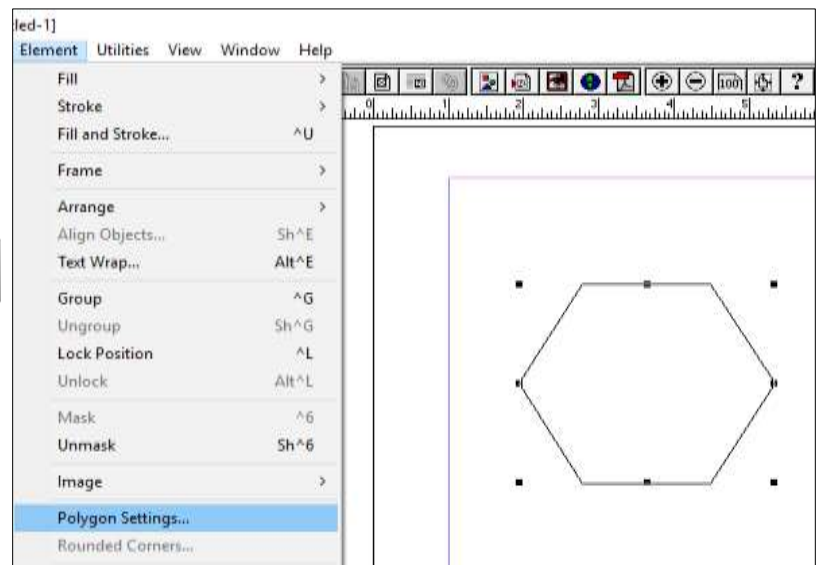 led-1]
Element Utilities View Window Help
Fill >
Stroke >
Fill and Stroke... ^U
Frame >
Arrange >
Align Objects... Sh^E
Text Wrap... Alt^E
Group ^G
Ungroup Sh^G
Lock Position ^L
Unlock Alt^L
Mask ^6
Unmask Sh^6
Image >
Polygon Settings...
Rounded Corners...
100
?
0 1 2 3 4 5